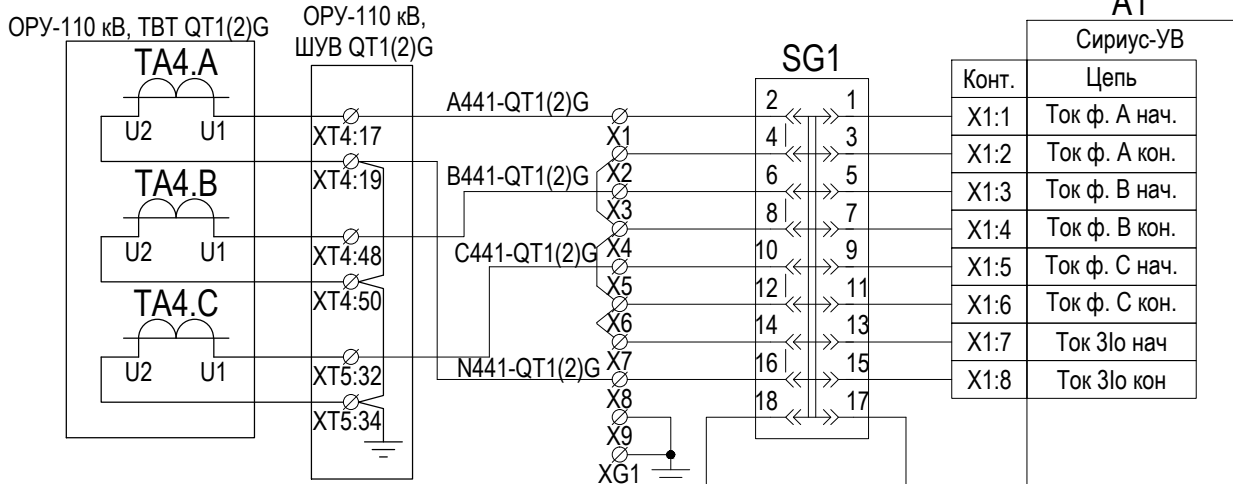 ОРУ-110 кВ, ТВТ QT1(2)G
TA4.A
U2 U1
TA4.B
U2 U1
TA4.C
U2 U1
ОРУ-110 кВ,
ШУВ QT1(2)G
XT4:17
XT4:19
XT4:48
XT4:50
XT5:32
XT5:34
A441-QT1(2)G
B441-QT1(2)G
C441-QT1(2)G
N441-QT1(2)G
X1
X2
X3
X4
X5
X6
X7
X8
X9
XG1
SG1
2 1
4 3
6 5
8 7
10 9
12 11
14 13
16 15
18 17
A1
Сириус-УВ
Конт. Цепь
X1:1 Ток ф. А нач.
X1:2 Ток ф. А кон.
X1:3 Ток ф. В нач.
X1:4 Ток ф. В кон.
X1:5 Ток ф. С нач.
X1:6 Ток ф. С кон.
X1:7 Ток 3Iо нач
X1:8 Ток 3Iо кон